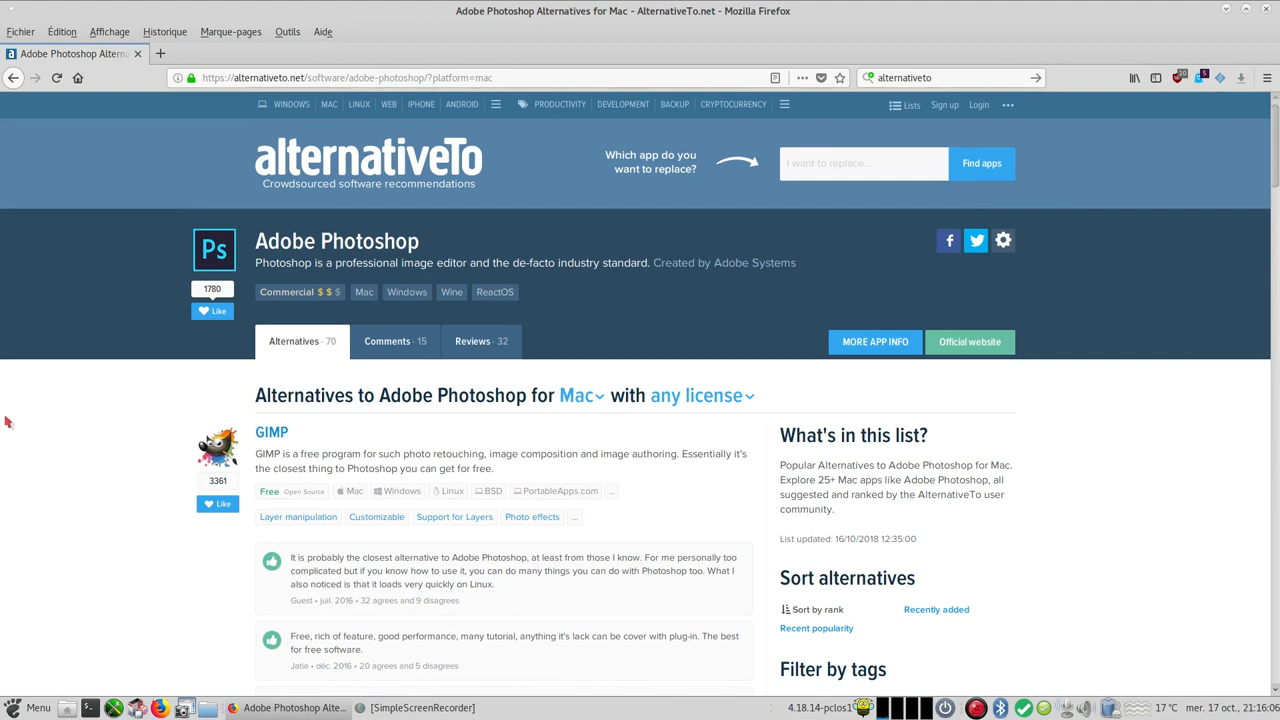 Adobe Photoshop Alternatives for Mac - AlternativeTo.net - Mozilla Firefox
Fichier Édition Affichage Historique Marque-pages Outils Aide
Adobe Photoshop Alterna
https://alternativeto.net/software/adobe-photoshop/?platform=mac
alternativeto
WINDOWS MAC LINUX WEB IPHONE ANDROID PRODUCTIVITY DEVELOPMENT BACKUP CRYPTOCURRENCY Lists Sign up Login
alternativeTo
Crowdsourced software recommendations
Which app do you
want to replace?
I want to replace...
Find apps
Ps
Adobe Photoshop
Photoshop is a professional image editor and the de-facto industry standard. Created by Adobe Systems
1780
Like
Commercial $ $ $ Mac Windows Wine ReactOS
Alternatives · 70 Comments · 15 Reviews · 32
MORE APP INFO Official website
Alternatives to Adobe Photoshop for Mac with any license
GIMP
GIMP is a free program for such photo retouching, image composition and image authoring. Essentially it's
the closest thing to Photoshop you can get for free.
3361
Like
Free Open Source Mac Windows Linux BSD PortableApps.com ...
Layer manipulation Customizable Support for Layers Photo effects ...
It is probably the closest alternative to Adobe Photoshop, at least from those I know. For me personally too
complicated but if you know how to use it, you can do many things you can do with Photoshop too. What I
also noticed is that it loads very quickly on Linux.
Guest • juil. 2016 • 32 agrees and 9 disagrees
Free, rich of feature, good performance, many tutorial, anything it's lack can be cover with plug-in. The best
for free software.
Jatie • déc. 2016 • 20 agrees and 5 disagrees
What's in this list?
Popular Alternatives to Adobe Photoshop for Mac.
Explore 25+ Mac apps like Adobe Photoshop, all
suggested and ranked by the AlternativeTo user
community.
List updated: 16/10/2018 12:35:00
Sort alternatives
Sort by rank Recently added
Recent popularity
Filter by tags
Menu Adobe Photoshop Alte... [SimpleScreenRecorder] 4.18.14-pclos1 17 °C mer. 17 oct., 21:16:0